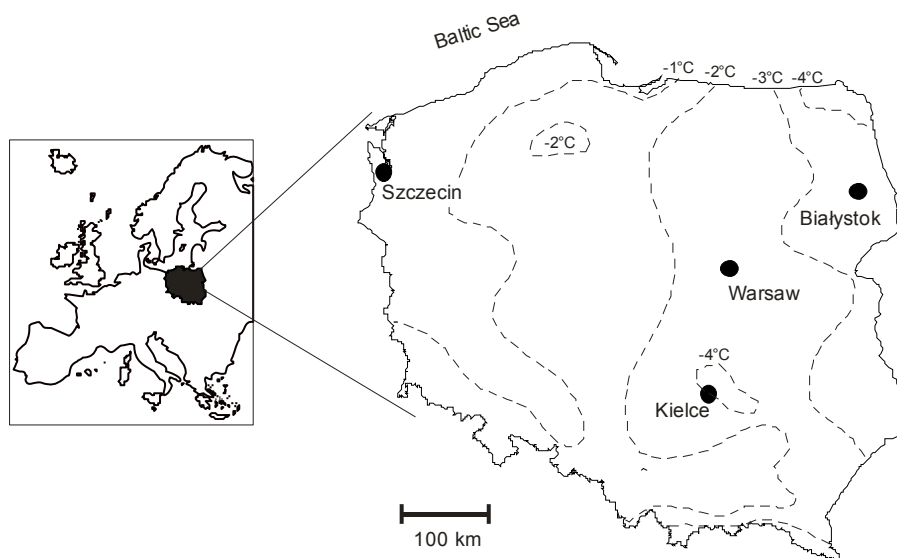 Baltic Sea
-1°C
-2°C
-3°C
-4°C
-2°C
Szczecin
Białystok
Warsaw
-4°C
Kielce
100 km